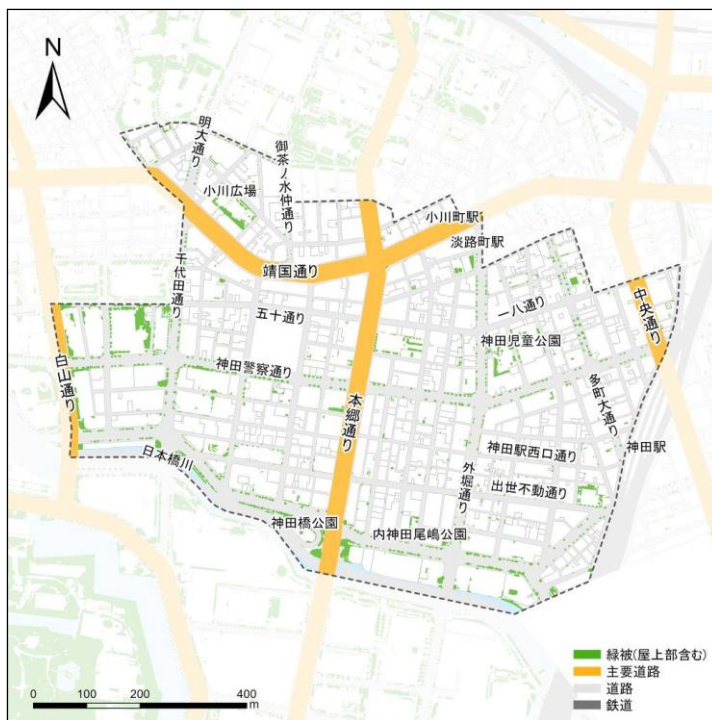 N
明大通り
御茶ノ水仲通り
小川広場
小川町駅
淡路町駅
靖国通り
千代田通り
五十通り
一八通り
中央通り
神田児童公園
白山通り
神田警察通り
本郷通り
多町大通り
神田駅
神田駅西口通り
日本橋川
外堀通り
出世不動通り
神田橋公園
内神田尾嶋公園
緑被(屋上部含む)
主要道路
道路
鉄道
0 100 200 400
m